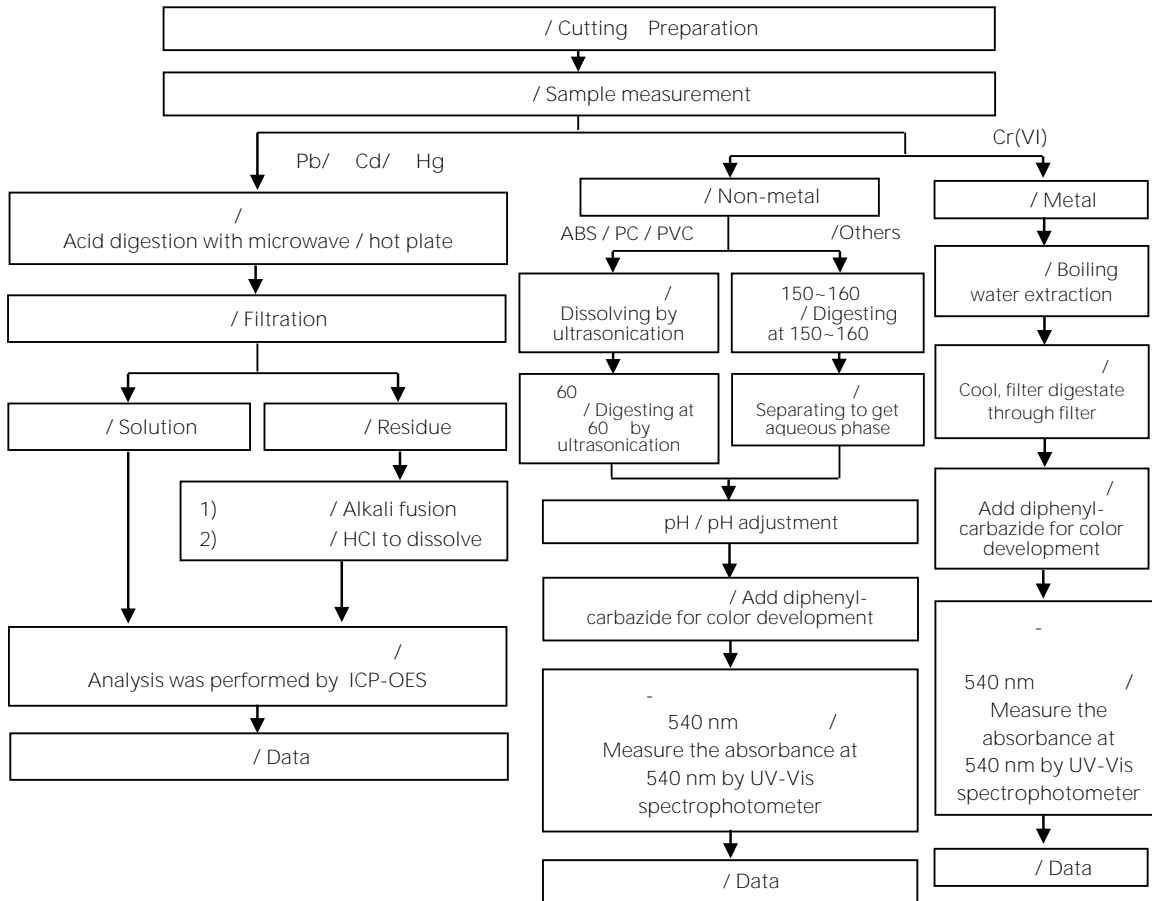 / Cutting Preparation
/ Sample measurement
Pb/ Cd/ Hg
Cr(VI)
/
Acid digestion with microwave / hot plate
/ Filtration
/ Solution
/ Residue
1) / Alkali fusion
2) / HCl to dissolve
/
Analysis was performed by ICP-OES
/ Data
/ Non-metal
ABS / PC / PVC
/Others
/
Dissolving by
ultrasonication
150~160
/ Digesting
at 150~160
60
/ Digesting at
60 by
ultrasonication
/
Separating to get
aqueous phase
pH / pH adjustment
/ Add diphenyl-
carbazide for color development
-
540 nm /
Measure the absorbance at
540 nm by UV-Vis
spectrophotometer
/ Data
/ Metal
/ Boiling
water extraction
/
Cool, filter digestate
through filter
/
Add diphenyl-
carbazide for color
development
-
540 nm /
Measure the
absorbance at
540 nm by UV-Vis
spectrophotometer
/ Data